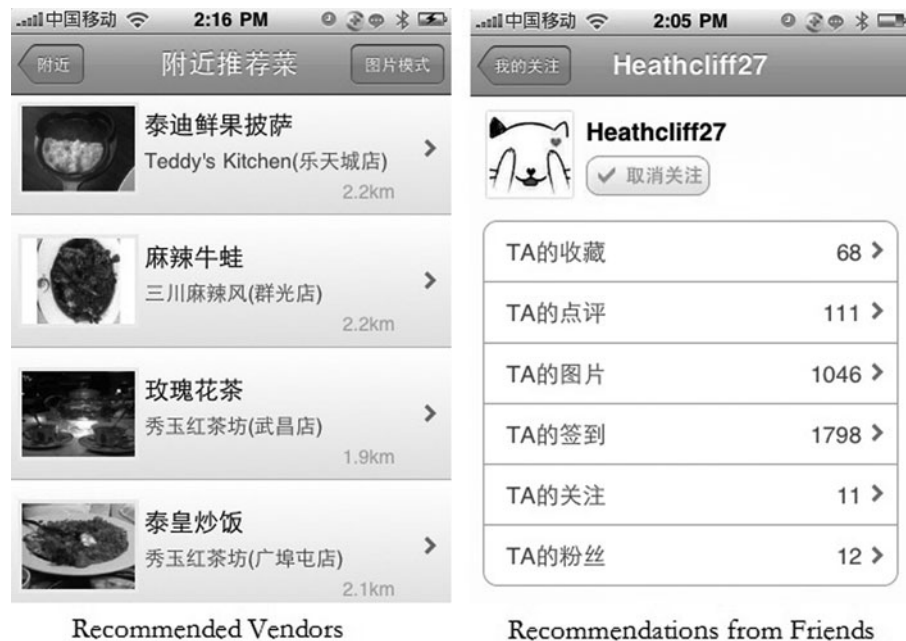 中国移动 2:16 PM
附近 附近推荐菜 图片模式
泰迪鲜果披萨
Teddy's Kitchen(乐天城店)
2.2km
麻辣牛蛙
三川麻辣风(群光店)
2.2km
玫瑰花茶
秀玉红茶坊(武昌店)
1.9km
泰皇炒饭
秀玉红茶坊(广埠屯店)
2.1km
Recommended Vendors
中国移动 2:05 PM
我的关注 Heathcliff27
Heathcliff27
取消关注
TA的收藏 68
TA的点评 111
TA的图片 1046
TA的签到 1798
TA的关注 11
TA的粉丝 12
Recommendations from Friends